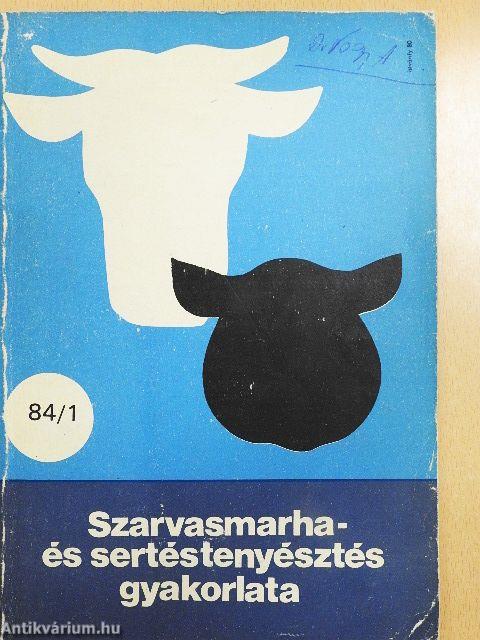 84/1
Szarvasmarha-
és sertéstenyésztés
gyakorlata
Antikvárium.hu